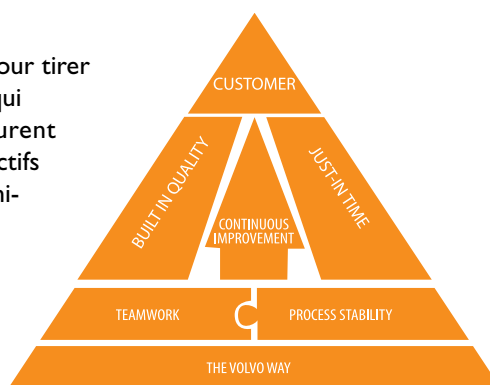 our tirer
qui
urent
ctifs
ni-
CUSTOMER
BUILT IN QUALITY
JUST-IN TIME
CONTINUOUS
IMPROVEMENT
TEAMWORK
PROCESS STABILITY
THE VOLVO WAY